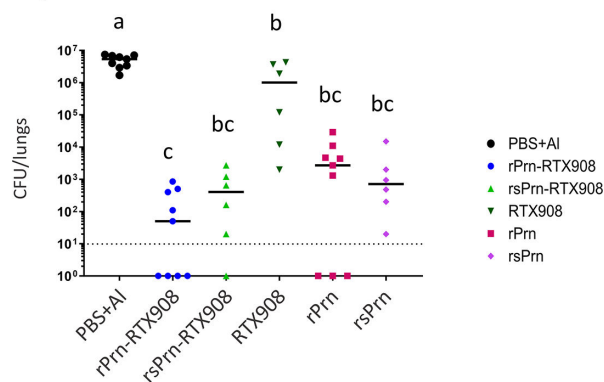 a
b
bc
bc
bc
c
CFU/lungs
10⁷
10⁶
10⁵
10⁴
10³
10²
10¹
10⁰
PBS+Al
rPrn-RTX908
rsPrn-RTX908
RTX908
rPrn
rsPrn
PBS+Al
rPrn-RTX908
rsPrn-RTX908
RTX908
rPrn
rsPrn